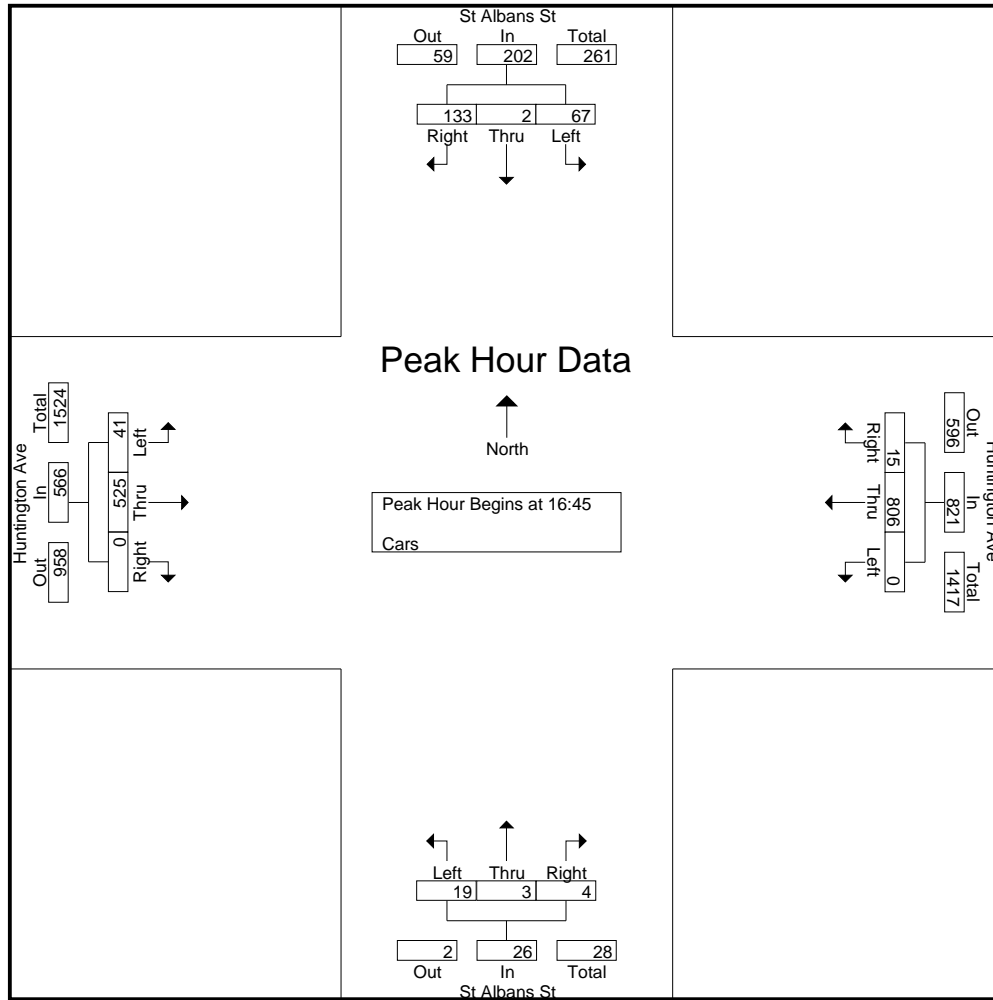 St Albans St
Out In Total
59 202 261
133 2 67
Right Thru Left
Peak Hour Data
North
Peak Hour Begins at 16:45
Cars
Huntington Ave
Total In Out
1524 566 958
41 525 0
Left Thru Right
Huntington Ave
Out In Total
596 821 1417
15 806 0
Right Thru Left
Left Thru Right
19 3 4
2 26 28
Out In Total
St Albans St